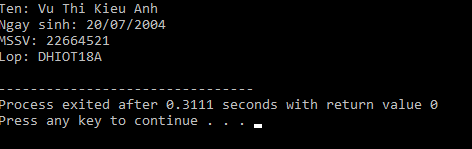 Ten: Vu Thi Kieu Anh
Ngay sinh: 20/07/2004
MSSV: 22664521
Lop: DHIOT18A
--------------------------------
Process exited after 0.3111 seconds with return value 0
Press any key to continue . . .